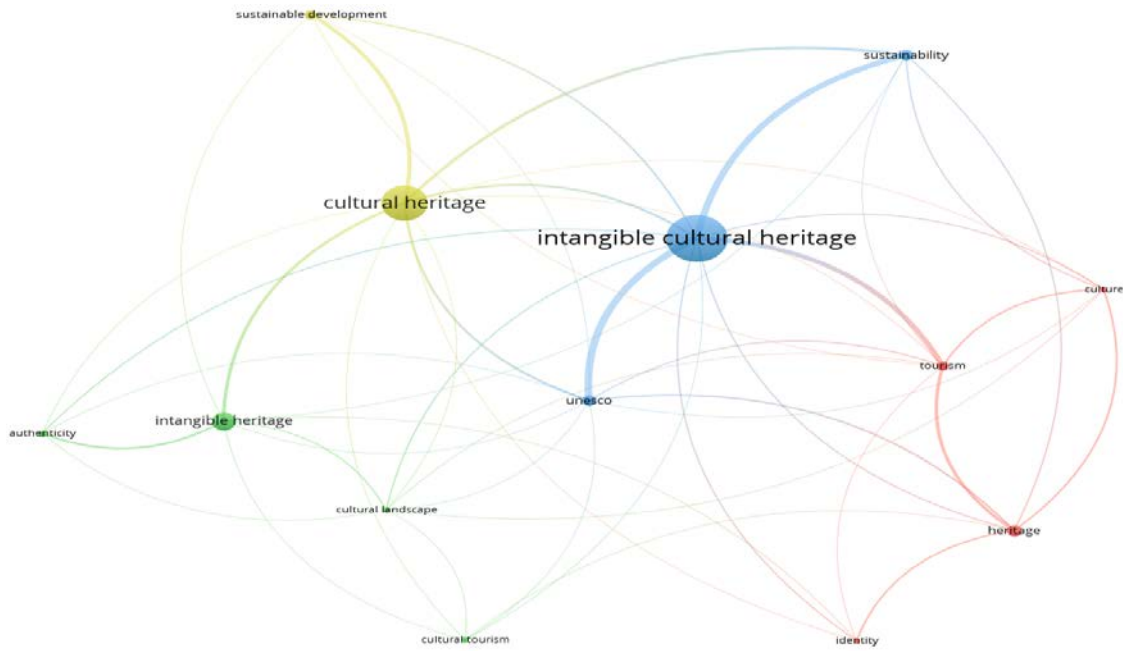 sustainable development
sustainability
cultural heritage
intangible cultural heritage
culture
tourism
unesco
intangible heritage
authenticity
cultural landscape
heritage
cultural tourism
identity